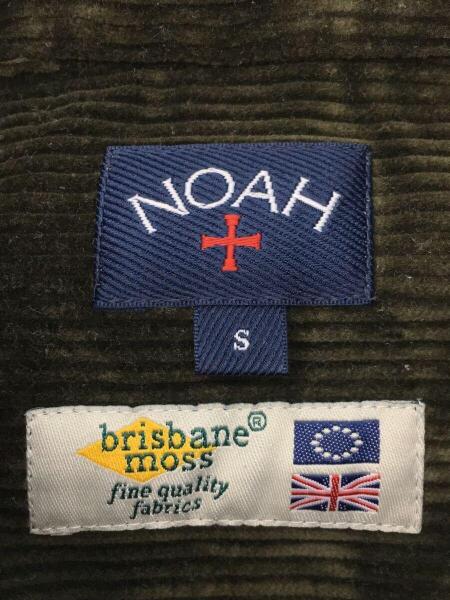 NOAH
S
brisbane®
moss
fine quality
fabrics